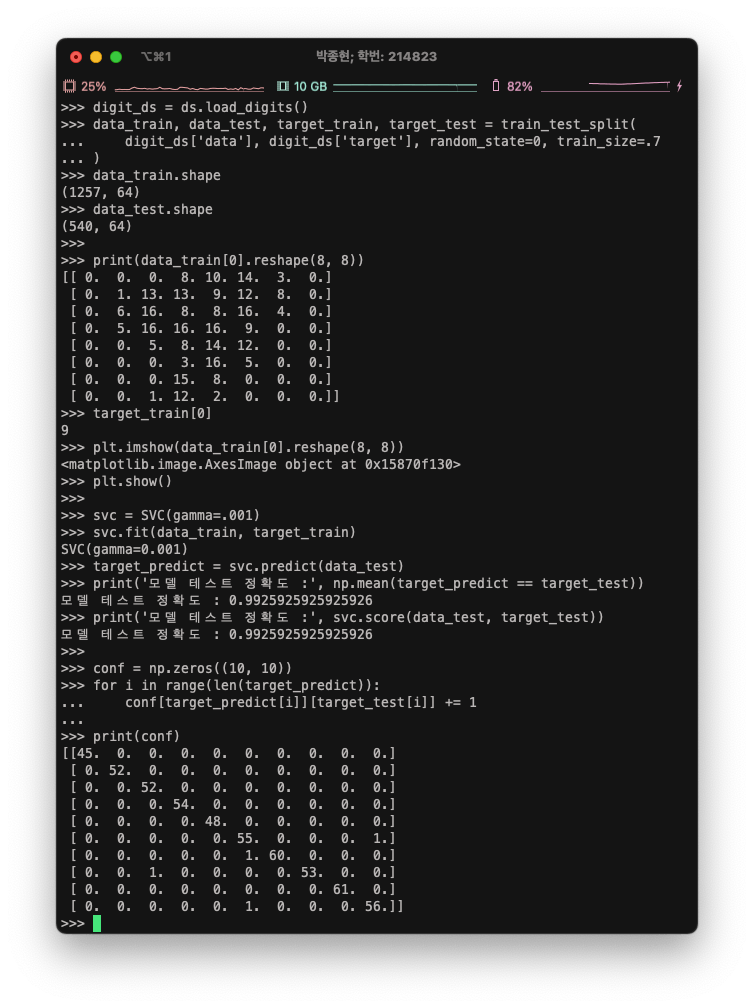 ⌥⌘1 박종현; 학번: 214823
25% 10 GB 82%
>>> digit_ds = ds.load_digits()
>>> data_train, data_test, target_train, target_test = train_test_split(
...     digit_ds['data'], digit_ds['target'], random_state=0, train_size=.7
... )
>>> data_train.shape
(1257, 64)
>>> data_test.shape
(540, 64)
>>>
>>> print(data_train[0].reshape(8, 8))
[[ 0.  0.  0.  8. 10. 14.  3.  0.]
 [ 0.  1. 13. 13.  9. 12.  8.  0.]
 [ 0.  6. 16.  8.  8. 16.  4.  0.]
 [ 0.  5. 16. 16. 16.  9.  0.  0.]
 [ 0.  0.  5.  8. 14. 12.  0.  0.]
 [ 0.  0.  0.  3. 16.  5.  0.  0.]
 [ 0.  0.  0. 15.  8.  0.  0.  0.]
 [ 0.  0.  1. 12.  2.  0.  0.  0.]]
>>> target_train[0]
9
>>> plt.imshow(data_train[0].reshape(8, 8))
<matplotlib.image.AxesImage object at 0x15870f130>
>>> plt.show()
>>>
>>> svc = SVC(gamma=.001)
>>> svc.fit(data_train, target_train)
SVC(gamma=0.001)
>>> target_predict = svc.predict(data_test)
>>> print('모델 테스트 정확도 :', np.mean(target_predict == target_test))
모델 테스트 정확도 : 0.9925925925925926
>>> print('모델 테스트 정확도 :', svc.score(data_test, target_test))
모델 테스트 정확도 : 0.9925925925925926
>>>
>>> conf = np.zeros((10, 10))
>>> for i in range(len(target_predict)):
...     conf[target_predict[i]][target_test[i]] += 1
...
>>> print(conf)
[[45.  0.  0.  0.  0.  0.  0.  0.  0.  0.]
 [ 0. 52.  0.  0.  0.  0.  0.  0.  0.  0.]
 [ 0.  0. 52.  0.  0.  0.  0.  0.  0.  0.]
 [ 0.  0.  0. 54.  0.  0.  0.  0.  0.  0.]
 [ 0.  0.  0.  0. 48.  0.  0.  0.  0.  0.]
 [ 0.  0.  0.  0.  0. 55.  0.  0.  0.  1.]
 [ 0.  0.  0.  0.  0.  1. 60.  0.  0.  0.]
 [ 0.  0.  1.  0.  0.  0.  0. 53.  0.  0.]
 [ 0.  0.  0.  0.  0.  0.  0.  0. 61.  0.]
 [ 0.  0.  0.  0.  0.  1.  0.  0.  0. 56.]]
>>>